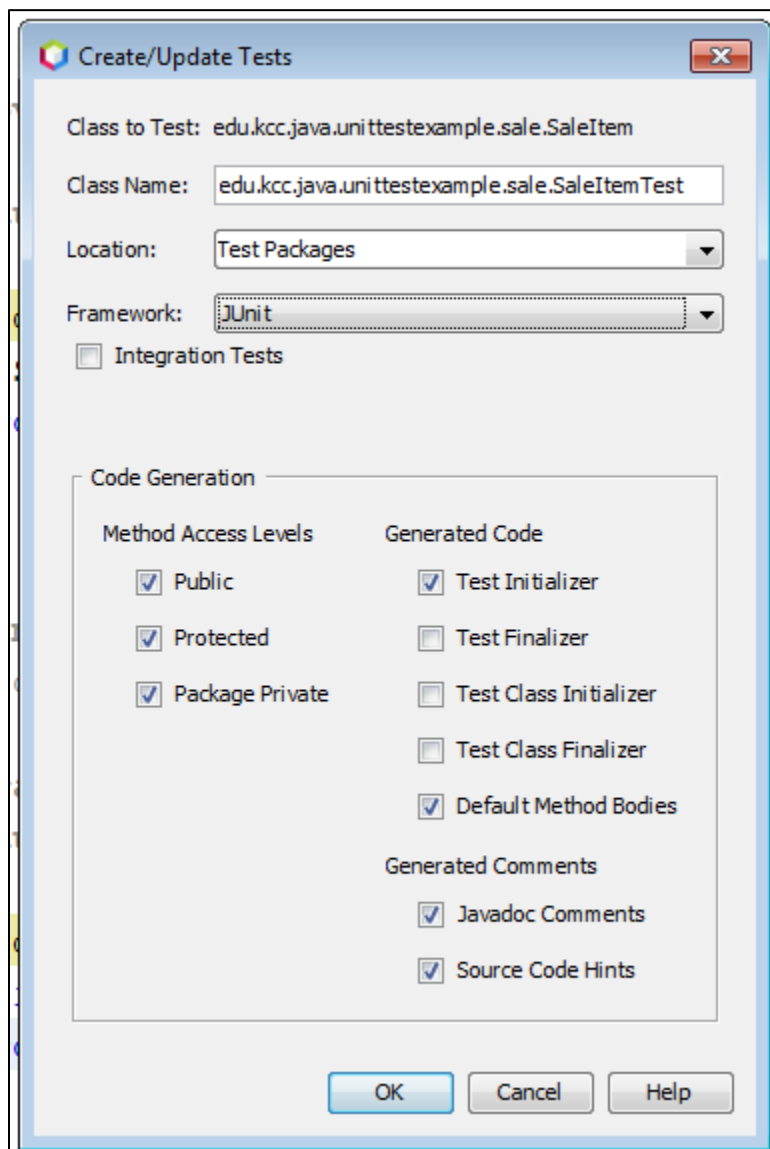 Create/Update Tests
Class to Test: edu.kcc.java.unittestexample.sale.SaleItem
Class Name: edu.kcc.java.unittestexample.sale.SaleItemTest
Location: Test Packages
Framework: JUnit
Integration Tests
Code Generation
Method Access Levels
Public
Protected
Package Private
Generated Code
Test Initializer
Test Finalizer
Test Class Initializer
Test Class Finalizer
Default Method Bodies
Generated Comments
Javadoc Comments
Source Code Hints
OK Cancel Help